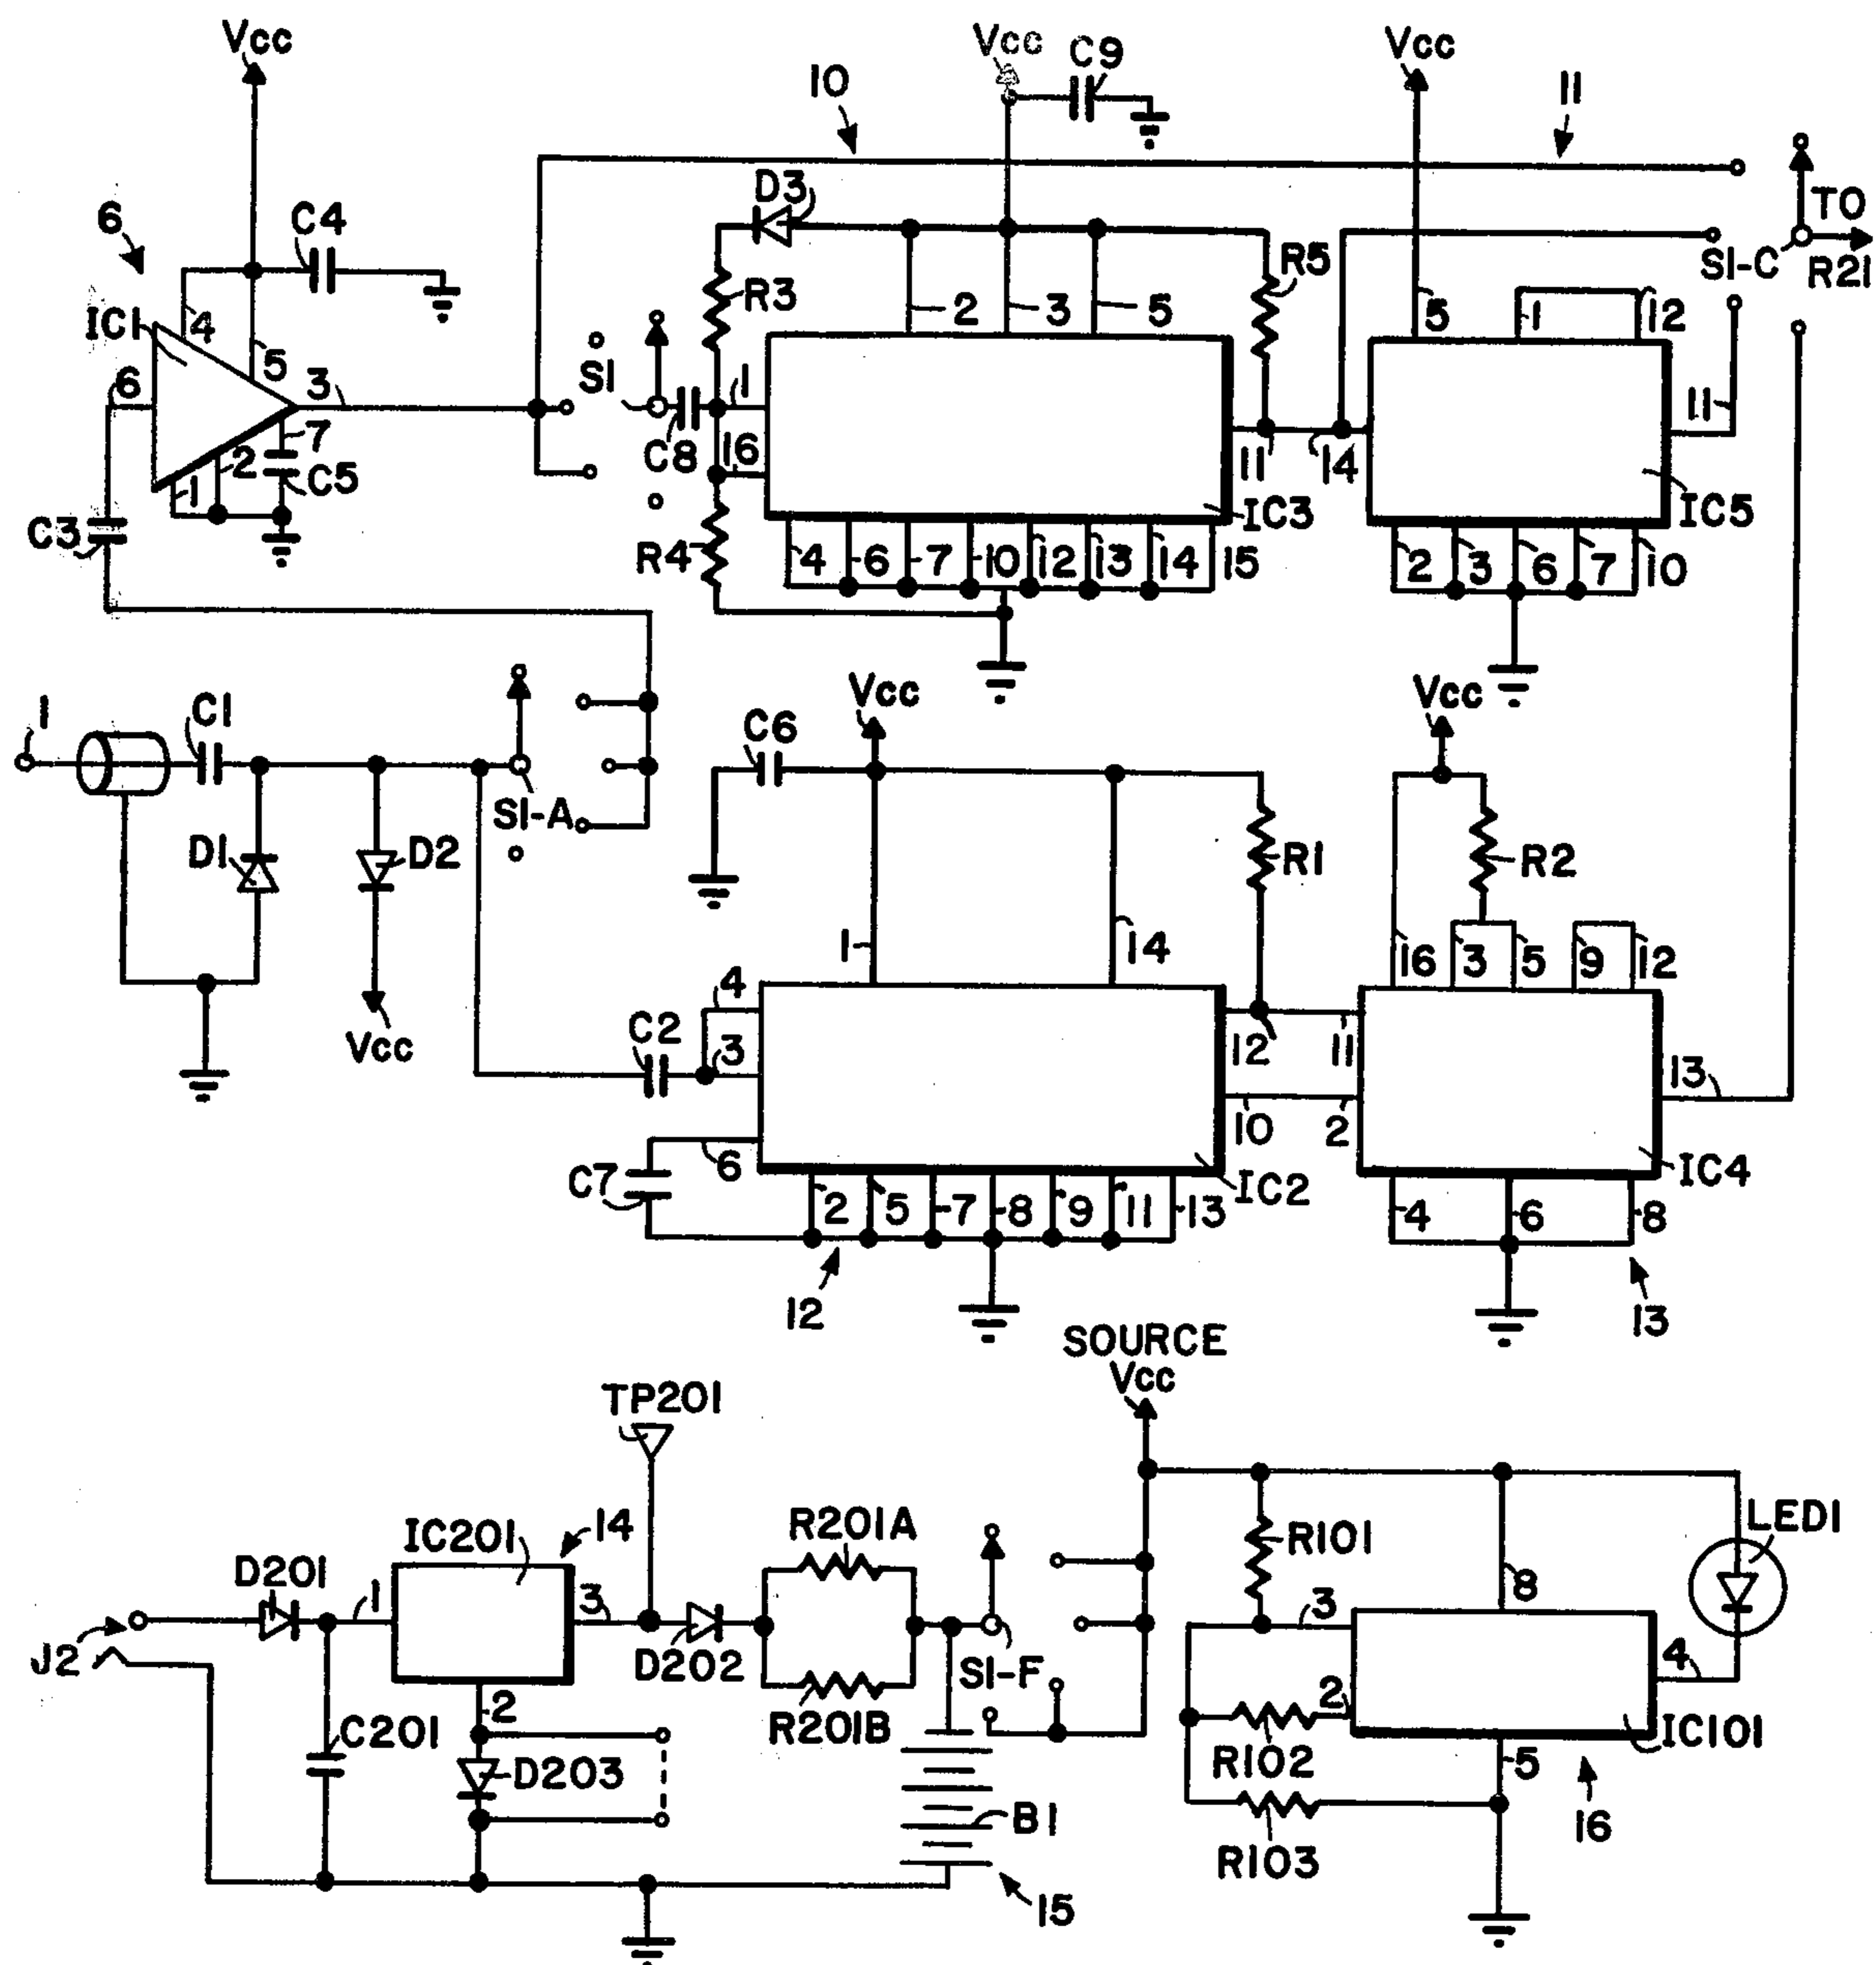 Vcc
Vcc
C9
Vcc
10
11
6
C4
D3
TO
S1-C
R21
IC1
4
5
6
3
7
2
1
C5
C3
R3
S1
C8
1
16
R4
2
3
5
R5
11
14
IC3
4
6
7
10
12
13
14
15
5
1
12
11
IC5
2
3
6
7
10
1
C1
D1
D2
S1-A
Vcc
C6
Vcc
R1
1
14
4
3
C2
6
C7
12
10
IC2
2
5
7
8
9
11
13
12
Vcc
R2
16
3
5
9
12
11
2
13
IC4
4
6
8
13
SOURCE
Vcc
TP201
IC201
14
R201A
D201
1
3
J2
D202
R201B
2
C201
D203
S1-F
B1
15
R101
8
LED1
3
4
2
R102
IC101
5
R103
16